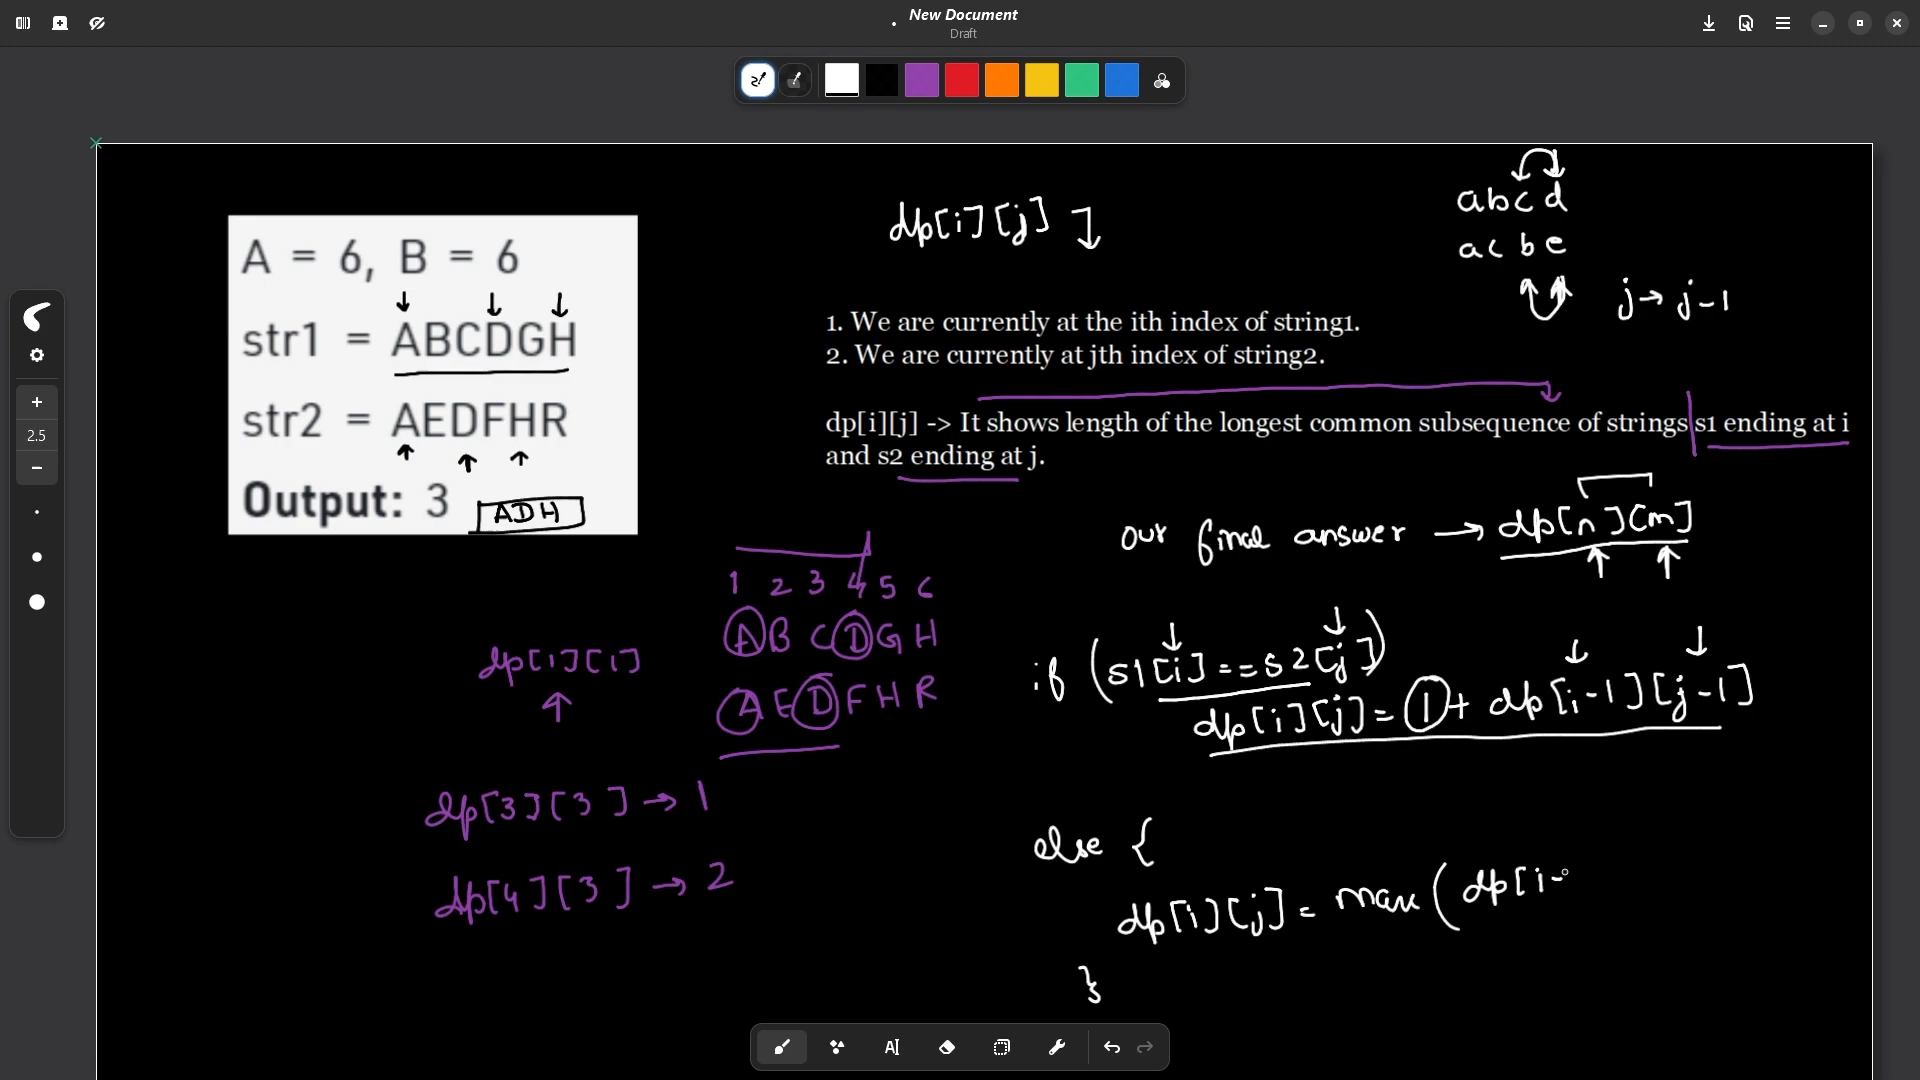 New Document
Draft
2.5
A = 6, B = 6
str1 = ABCDGH
str2 = AEDFHR
Output: 3
ADH
dp[i][j]
abcd
acbe
j→ j-1
1. We are currently at the ith index of string1.
2. We are currently at jth index of string2.
dp[i][j] -> It shows length of the longest common subsequence of strings s1 ending at i
and s2 ending at j.
our final answer → dp[n][m]
1 2 3 4 5 6
A B C D G H
A E D F H R
dp[i][i]
dp[3][3] → 1
dp[4][3] → 2
if (s1[i]==s2[j])
dp[i][j]= 1+ dp[i-1][j-1]
else {
dp[i][j] = max ( dp[i-
}
AI